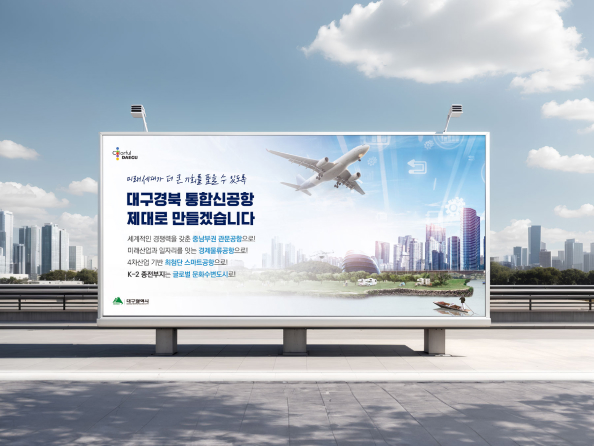 Colorful
DAEGU
미래세대가 더 큰 기회를 누릴 수 있도록
대구경북 통합신공항
제대로 만들겠습니다
세계적인 경쟁력을 갖춘 중남부권 관문공항으로!
미래산업과 일자리를 잇는 경제물류공항으로!
4차산업 기반 최첨단 스마트공항으로!
K-2 종전부지는 글로벌 문화수변도시로!
대구광역시